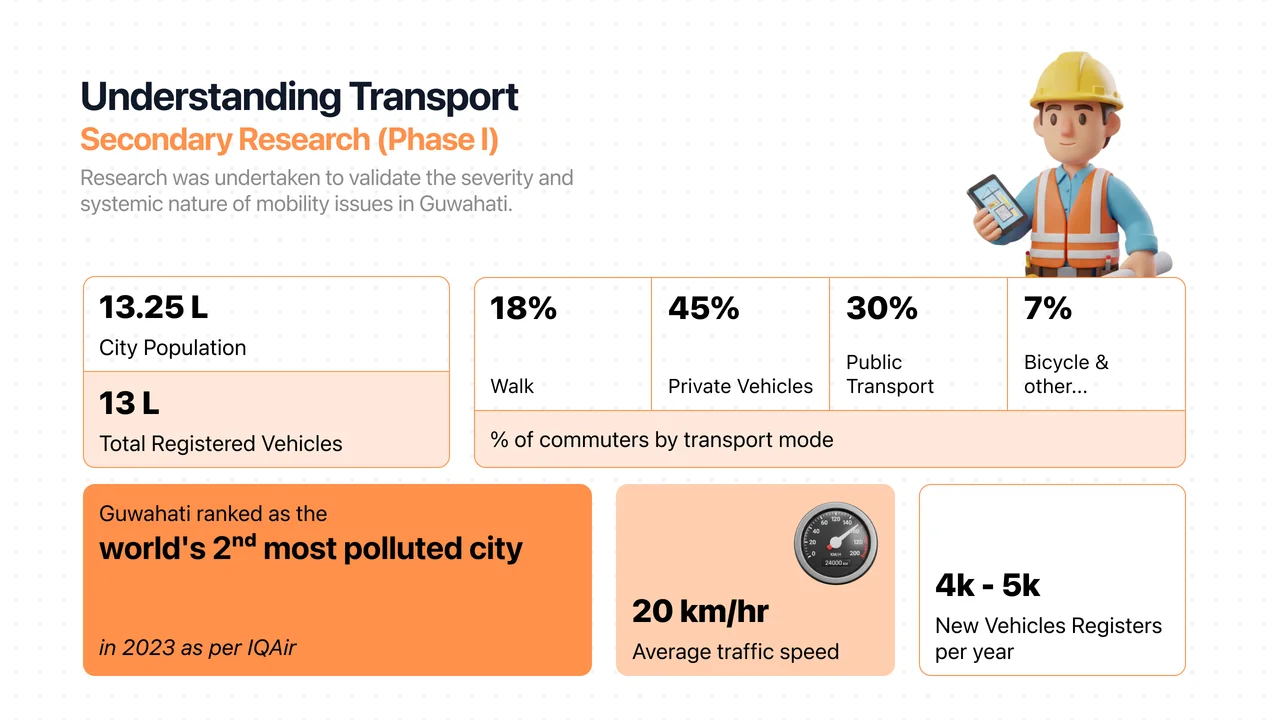 Understanding Transport
Secondary Research (Phase I)
Research was undertaken to validate the severity and
systemic nature of mobility issues in Guwahati.
13.25 L
City Population
13 L
Total Registered Vehicles
18%
Walk
45%
Private Vehicles
30%
Public
Transport
7%
Bicycle &
other...
% of commuters by transport mode
Guwahati ranked as the
world's 2nd most polluted city
in 2023 as per IQAir
20 km/hr
Average traffic speed
4k - 5k
New Vehicles Registers
per year